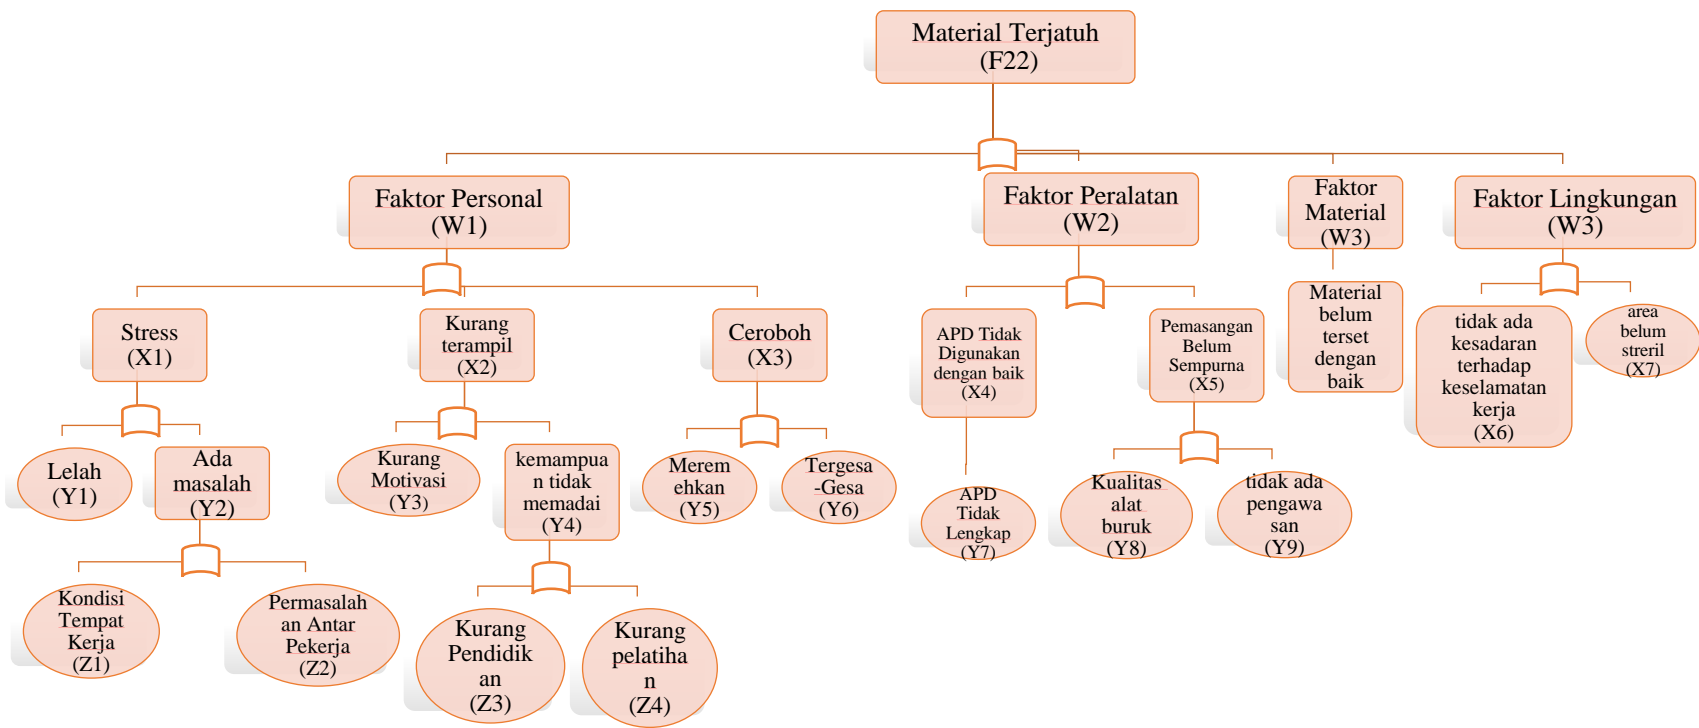 Material Terjatuh
(F22)
Faktor Personal
(W1)
Faktor Peralatan
(W2)
Faktor
Material
(W3)
Faktor Lingkungan
(W3)
Stress
(X1)
Kurang
terampil
(X2)
Ceroboh
(X3)
APD Tidak
Digunakan
dengan baik
(X4)
Pemasangan
Belum
Sempurna
(X5)
Material
belum
terset
dengan
baik
tidak ada
kesadaran
terhadap
keselamatan
kerja
(X6)
area
belum
streril
(X7)
Lelah
(Y1)
Ada
masalah
(Y2)
Kurang
Motivasi
(Y3)
kemampua
n tidak
memadai
(Y4)
Merem
ehkan
(Y5)
Tergesa
-Gesa
(Y6)
APD
Tidak
Lengkap
(Y7)
Kualitas
alat
buruk
(Y8)
tidak ada
pengawa
san
(Y9)
Kondisi
Tempat
Kerja
(Z1)
Permasalah
an Antar
Pekerja
(Z2)
Kurang
Pendidik
an
(Z3)
Kurang
pelatiha
n
(Z4)